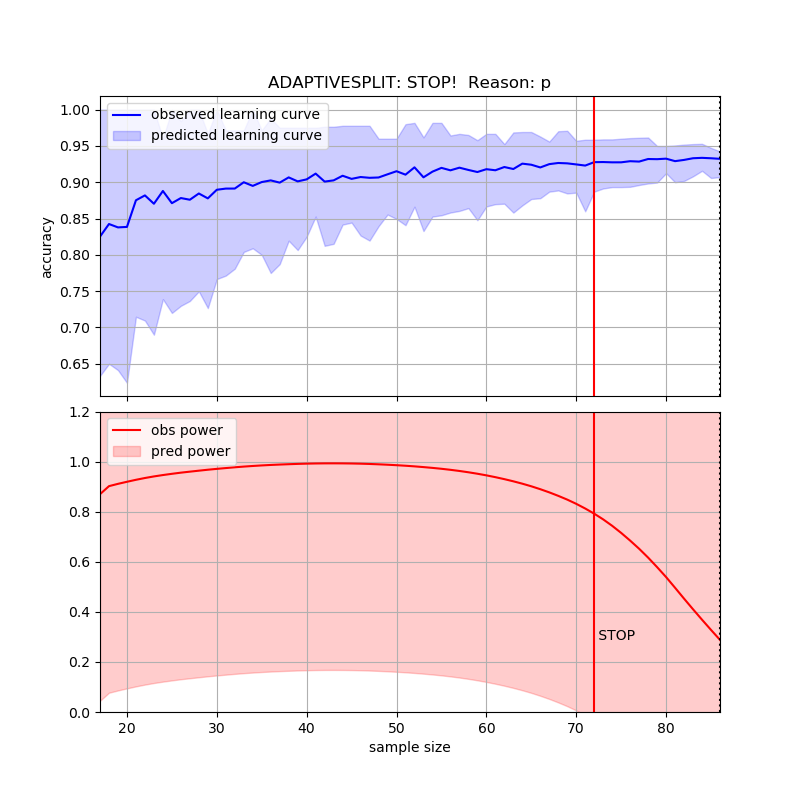 ADAPTIVESPLIT: STOP!  Reason: p
observed learning curve
predicted learning curve
accuracy
1.00
0.95
0.90
0.85
0.80
0.75
0.70
0.65
obs power
pred power
1.2
1.0
0.8
0.6
0.4
0.2
0.0
STOP
20 30 40 50 60 70 80
sample size